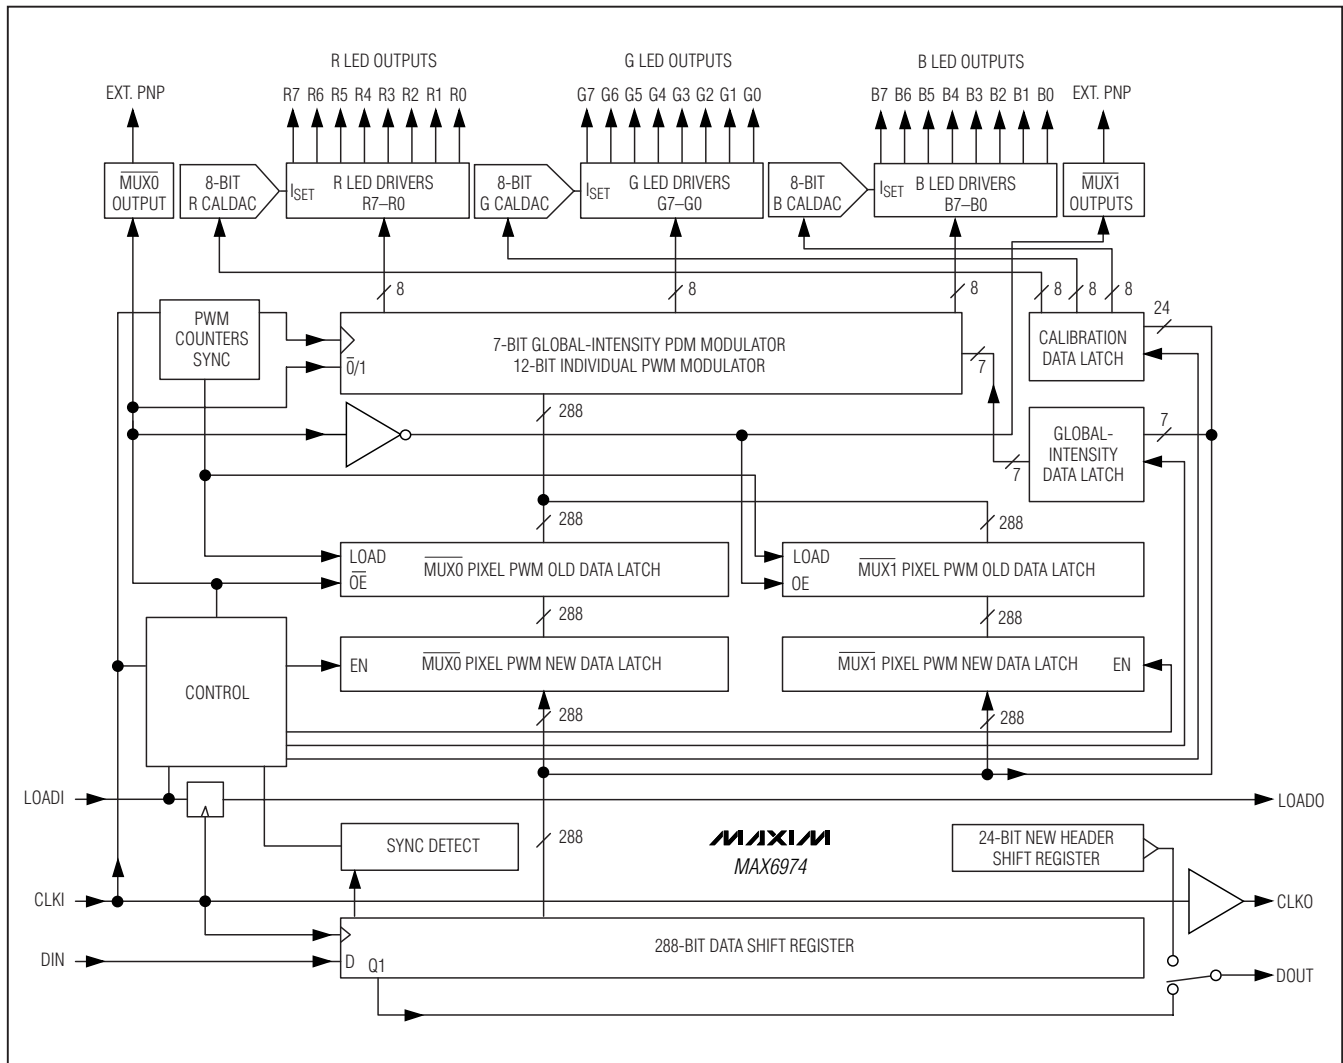 R LED OUTPUTS
G LED OUTPUTS
B LED OUTPUTS
EXT. PNP
R7 R6 R5 R4 R3 R2 R1 R0
G7 G6 G5 G4 G3 G2 G1 G0
B7 B6 B5 B4 B3 B2 B1 B0
EXT. PNP
MUX0
OUTPUT
8-BIT
R CALDAC
ISET
R LED DRIVERS
R7–R0
8-BIT
G CALDAC
ISET
G LED DRIVERS
G7–G0
8-BIT
B CALDAC
ISET
B LED DRIVERS
B7–B0
MUX1
OUTPUTS
8
8
8
8
8
8
24
PWM
COUNTERS
SYNC
0/1
7-BIT GLOBAL-INTENSITY PDM MODULATOR
12-BIT INDIVIDUAL PWM MODULATOR
7
CALIBRATION
DATA LATCH
288
7
GLOBAL-
INTENSITY
DATA LATCH
7
288
288
LOAD
OE
MUX0 PIXEL PWM OLD DATA LATCH
LOAD
OE
MUX1 PIXEL PWM OLD DATA LATCH
288
288
CONTROL
EN
MUX0 PIXEL PWM NEW DATA LATCH
MUX1 PIXEL PWM NEW DATA LATCH
EN
288
288
LOADI
LOADO
SYNC DETECT
288
MAXIM
MAX6974
24-BIT NEW HEADER
SHIFT REGISTER
CLKI
CLKO
288-BIT DATA SHIFT REGISTER
DIN
D
Q1
DOUT